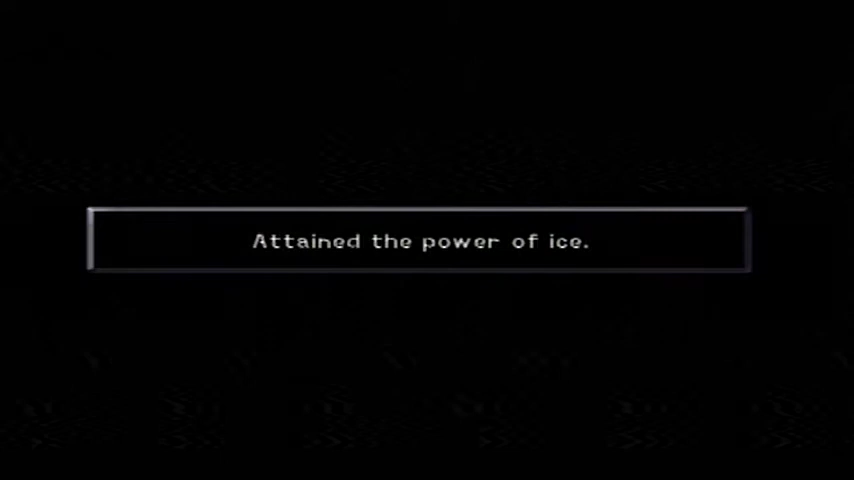 Attained the power of ice.